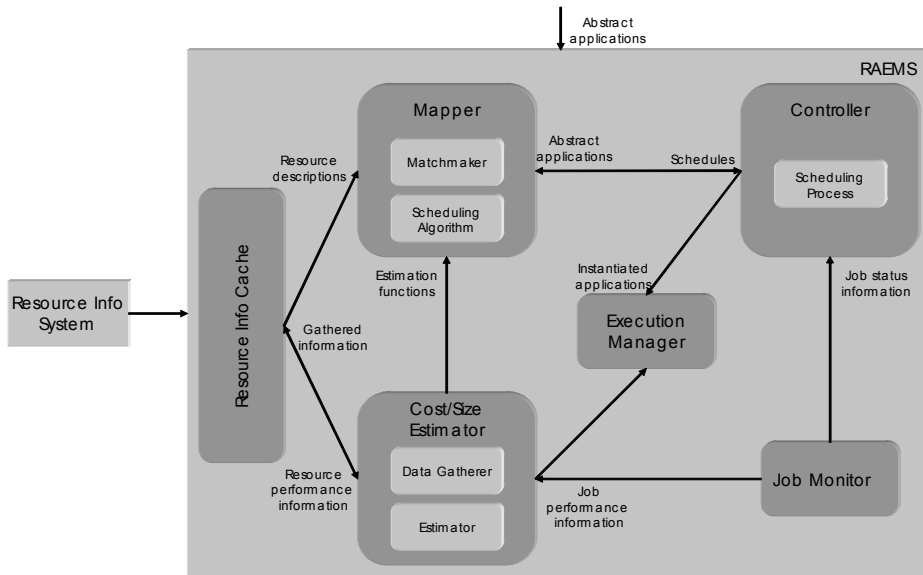 Abstract
applications
RAEMS
Mapper
Matchmaker
Scheduling
Algorithm
Controller
Scheduling
Process
Abstract
applications
Schedules
Resource
descriptions
Resource Info
System
Resource Info Cache
Gathered
information
Estimation
functions
Instantiated
applications
Execution
Manager
Job status
information
Cost/Size
Estimator
Data Gatherer
Estimator
Resource
performance
information
Job
performance
information
Job Monitor